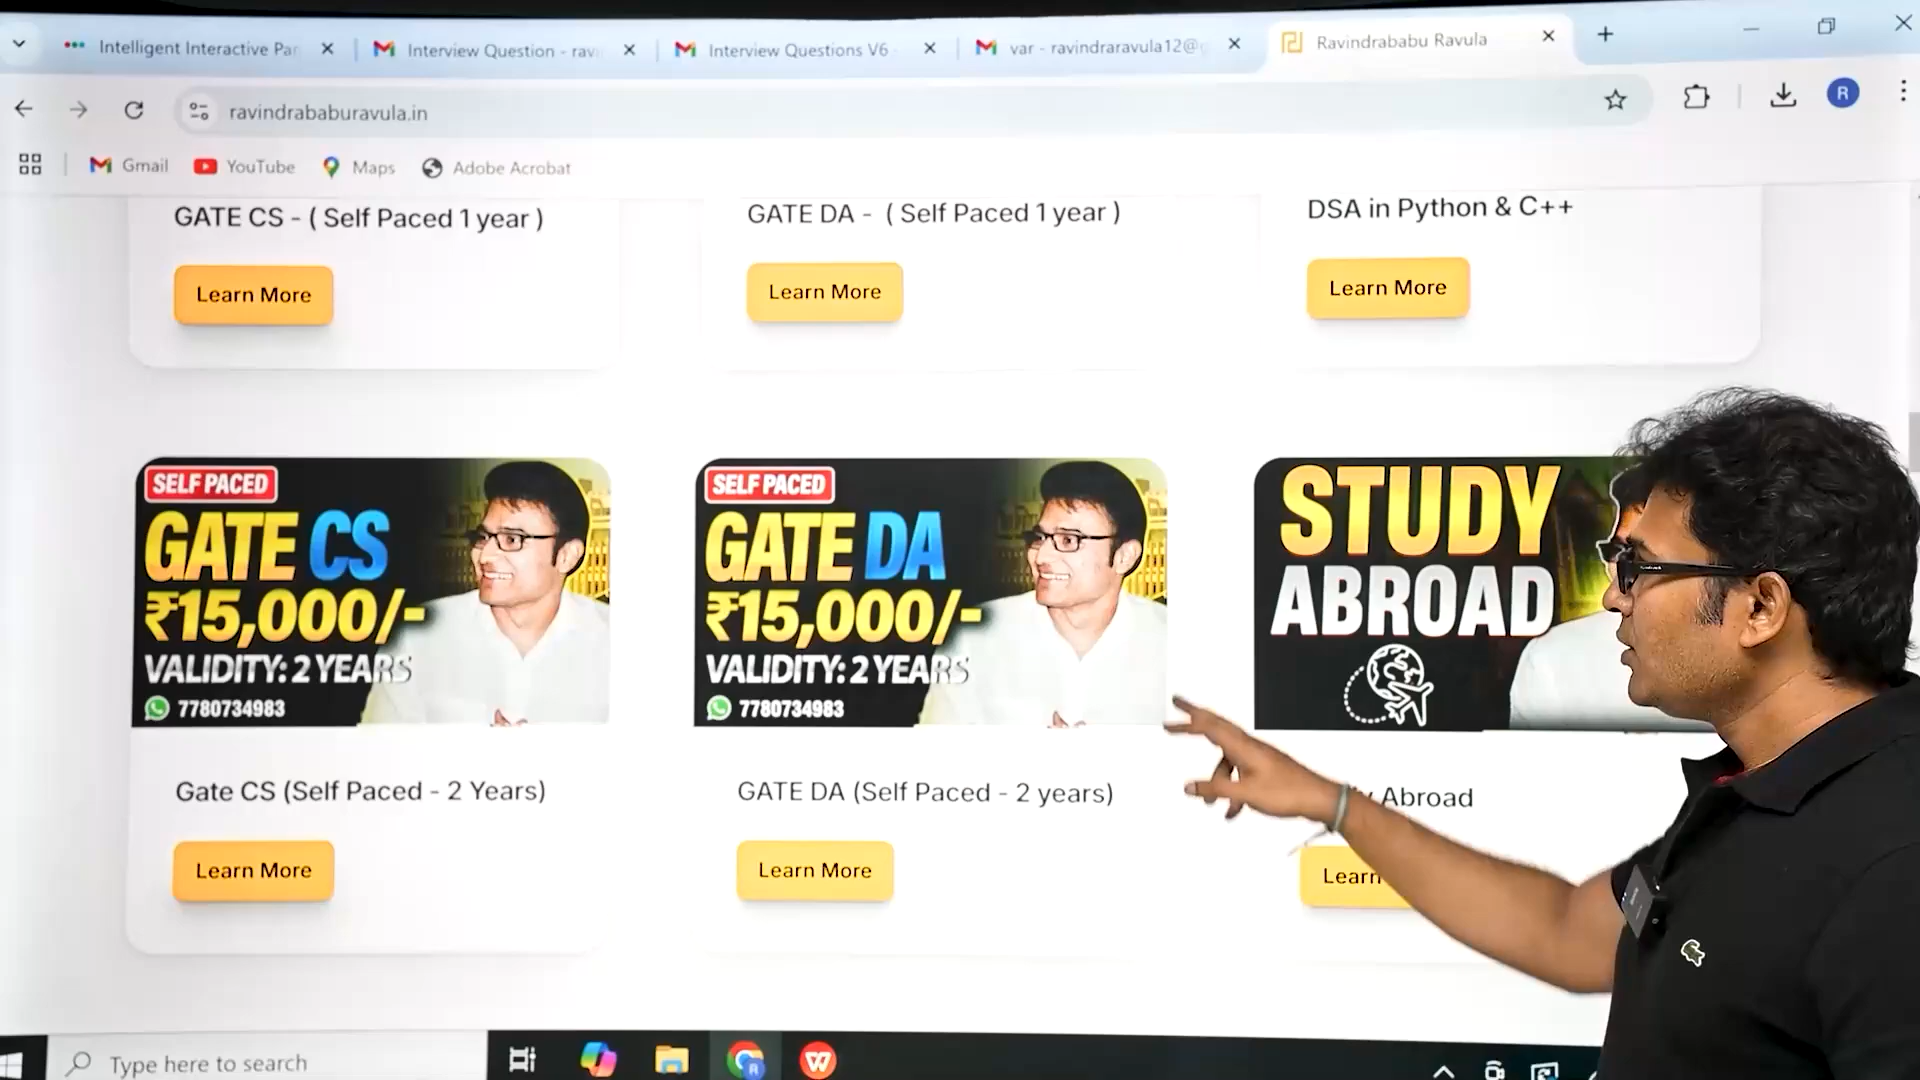 Intelligent Interactive Par
Interview Question - ravi
Interview Questions V6
var - ravindraravula12@g
Ravindrababu Ravula
ravindrababuravula.in
R
Gmail
YouTube
Maps
Adobe Acrobat
GATE CS - ( Self Paced 1 year )
GATE DA - ( Self Paced 1 year )
DSA in Python & C++
Learn More
Learn More
Learn More
SELF PACED
GATE CS
₹15,000/-
VALIDITY: 2 YEARS
7780734983
SELF PACED
GATE DA
₹15,000/-
VALIDITY: 2 YEARS
7780734983
STUDY
ABROAD
Gate CS (Self Paced - 2 Years)
GATE DA (Self Paced - 2 years)
Abroad
Learn More
Learn More
Learn
Type here to search